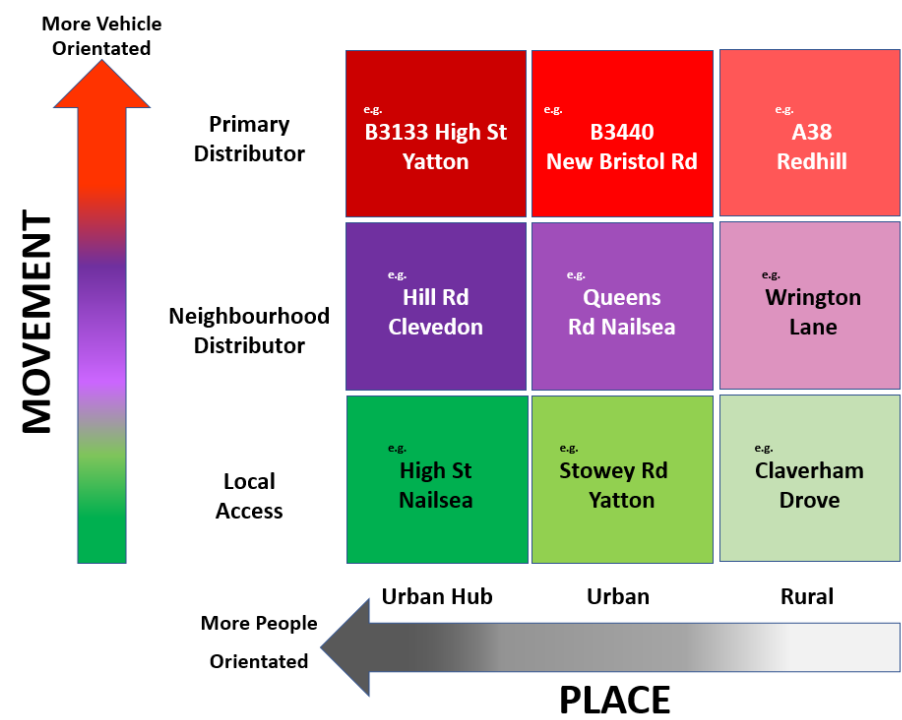 More Vehicle
Orientated
MOVEMENT
Primary
Distributor
e.g.
B3133 High St
Yatton
e.g.
B3440
New Bristol Rd
e.g.
A38
Redhill
Neighbourhood
Distributor
e.g.
Hill Rd
Clevedon
e.g.
Queens
Rd Nailsea
e.g.
Wrington
Lane
Local
Access
e.g.
High St
Nailsea
e.g.
Stowey Rd
Yatton
e.g.
Claverham
Drove
Urban Hub
Urban
Rural
More People
Orientated
PLACE